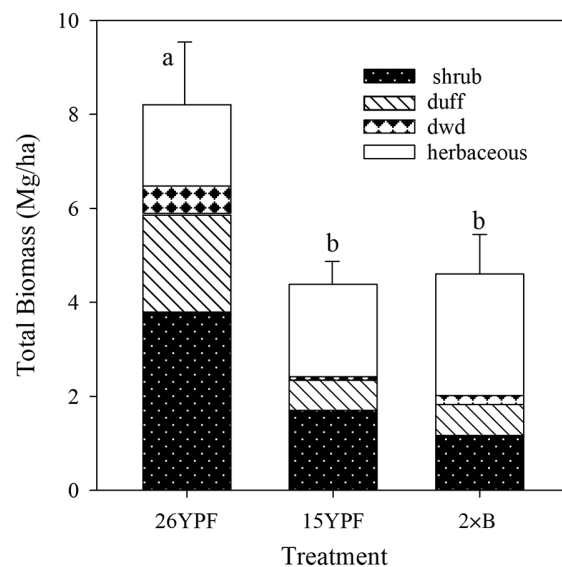 10
a
shrub
duff
8
dwd
herbaceous
6
b
b
4
2
0
Total Biomass (Mg/ha)
26YPF 15YPF 2×B
Treatment